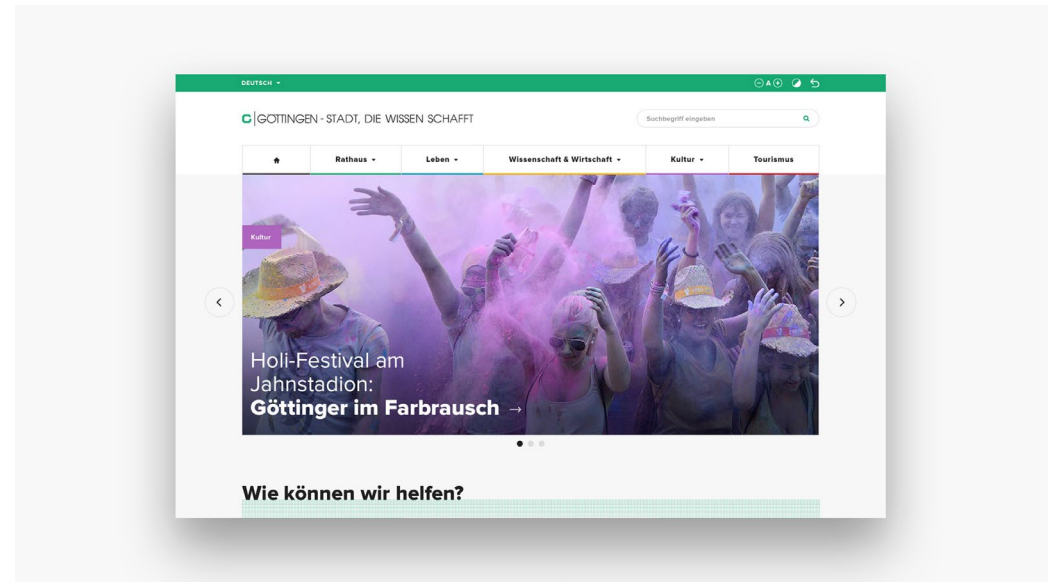 DEUTSCH
A
GÖTTINGEN - STADT, DIE WISSEN SCHAFFT
Suchbegriff eingeben
Rathaus Leben Wissenschaft & Wirtschaft Kultur Tourismus
Kultur
Holi-Festival am
Jahnstadion:
Göttinger im Farbrausch →
Wie können wir helfen?